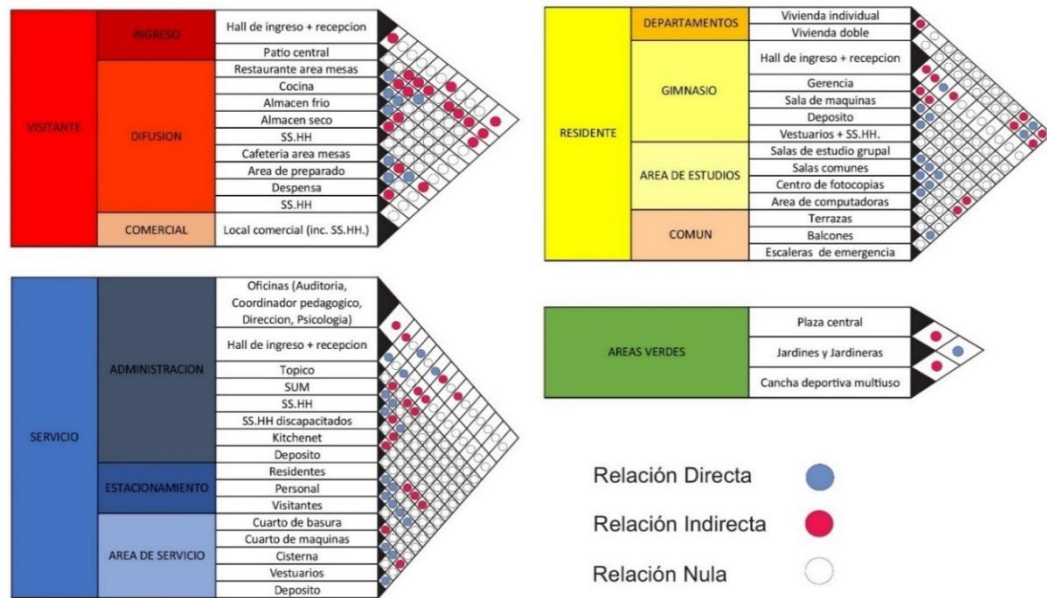 VISITANTE
INGRESO
Hall de ingreso + recepcion
Patio central
DIFUSION
Restaurante area mesas
Cocina
Almacen frio
Almacen seco
SS.HH
Cafeteria area mesas
Area de preparado
Despensa
SS.HH
COMERCIAL
Local comercial (inc. SS.HH.)
RESIDENTE
DEPARTAMENTOS
Vivienda individual
Vivienda doble
GIMNASIO
Hall de ingreso + recepcion
Gerencia
Sala de maquinas
Deposito
Vestuarios + SS.HH.
AREA DE ESTUDIOS
Salas de estudio grupal
Salas comunes
Centro de fotocopias
Area de computadoras
COMUN
Terrazas
Balcones
Escaleras de emergencia
SERVICIO
ADMINISTRACION
Oficinas (Auditoria,
Coordinador pedagogico,
Direccion, Psicologia)
Hall de ingreso + recepcion
Topico
SUM
SS.HH
SS.HH discapacitados
Kitchenet
Deposito
ESTACIONAMIENTO
Residentes
Personal
Visitantes
AREA DE SERVICIO
Cuarto de basura
Cuarto de maquinas
Cisterna
Vestuarios
Deposito
AREAS VERDES
Plaza central
Jardines y Jardineras
Cancha deportiva multiuso
Relación Directa
Relación Indirecta
Relación Nula